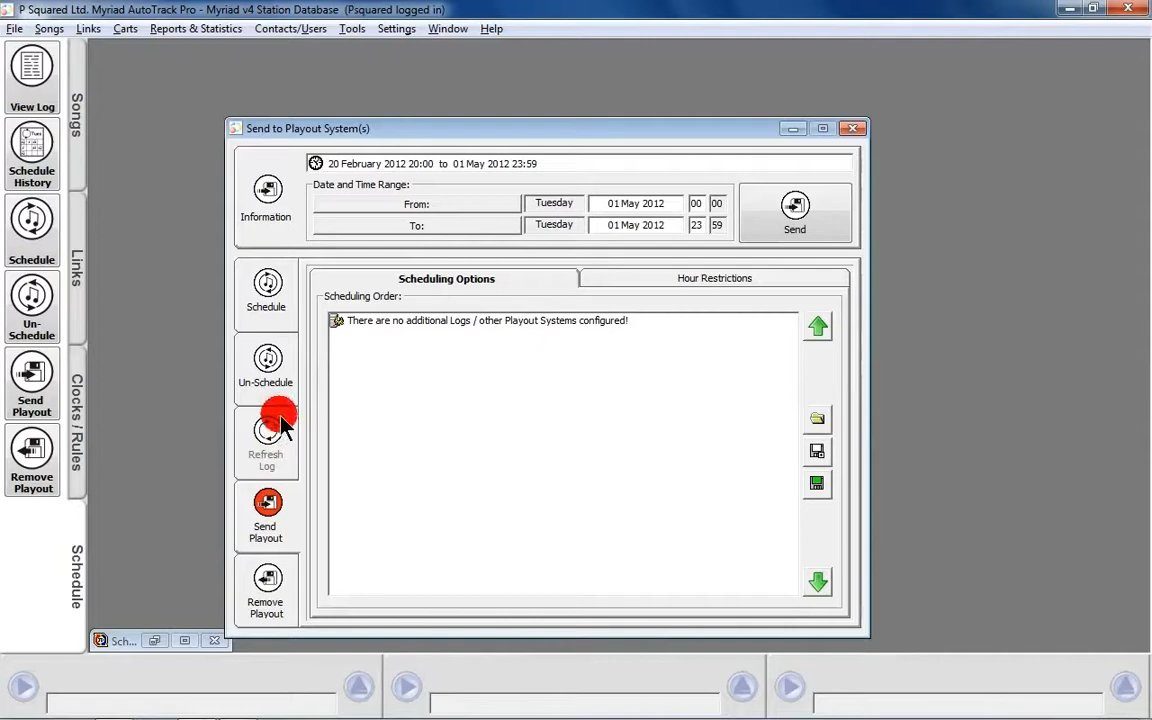 P Squared Ltd. Myriad AutoTrack Pro - Myriad v4 Station Database (Psquared logged in)
File Songs Links Carts Reports & Statistics Contacts/Users Tools Settings Window Help
View Log
Schedule History
Schedule
Un-Schedule
Send Playout
Remove Playout
Songs
Links
Clocks / Rules
Schedule
Send to Playout System(s)
Information
20 February 2012 20:00 to 01 May 2012 23:59
Date and Time Range:
From: Tuesday 01 May 2012 00 00
To: Tuesday 01 May 2012 23 59
Send
Schedule
Un-Schedule
Refresh Log
Send Playout
Remove Playout
Scheduling Options Hour Restrictions
Scheduling Order:
There are no additional Logs / other Playout Systems configured!
Sch...